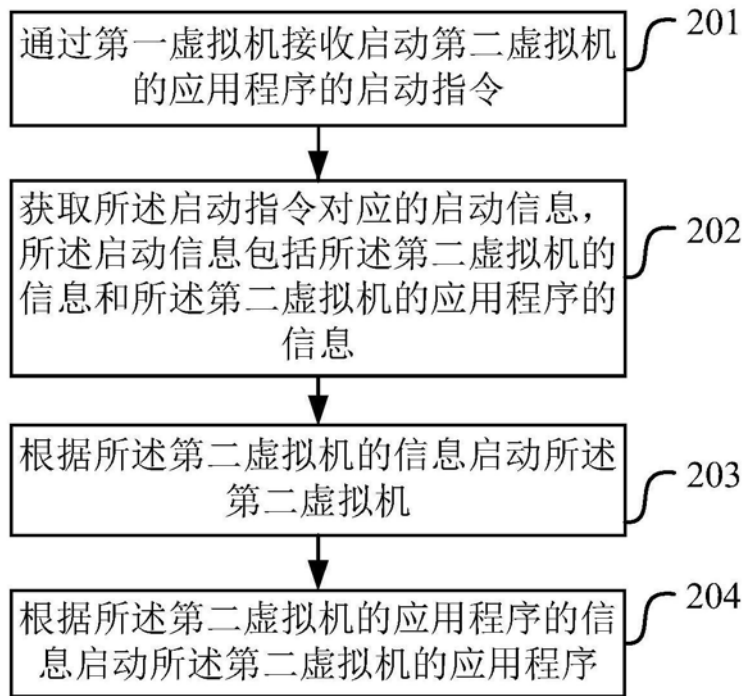 通过第一虚拟机接收启动第二虚拟机
的应用程序的启动指令
201
获取所述启动指令对应的启动信息，
所述启动信息包括所述第二虚拟机的
信息和所述第二虚拟机的应用程序的
信息
202
根据所述第二虚拟机的信息启动所述
第二虚拟机
203
根据所述第二虚拟机的应用程序的信
息启动所述第二虚拟机的应用程序
204